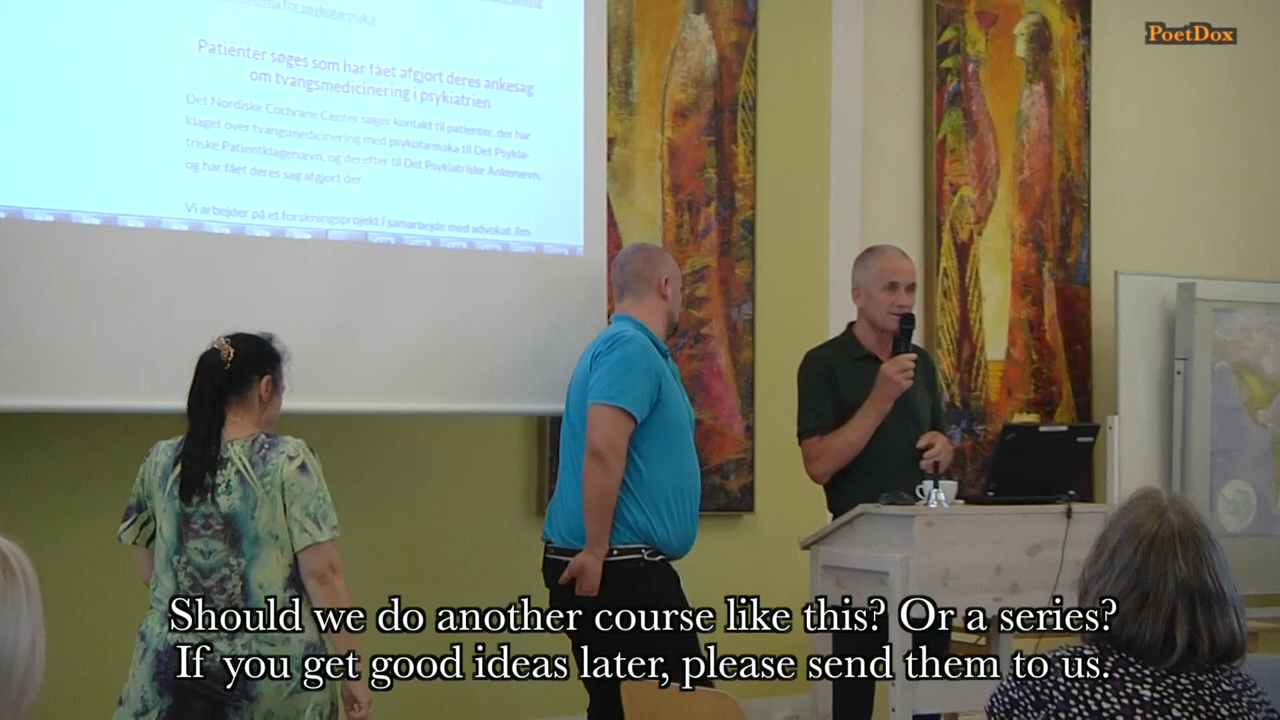 for psykofarmaka
PoetDox
Patienter søges som har fået afgjort deres ankesag
om tvangsmedicinering i psykiatrien
Det Nordiske Cochrane Center søger kontakt til patienter, der har
klaget over tvangsmedicinering med psykofarmaka til Det Psykia-
triske Patientklagenævn, og derefter til Det Psykiatriske Ankenævn,
og har fået deres sag afgjort der.
Vi arbejder på et forskningsprojekt i samarbejde med advokat Jim
Should we do another course like this? Or a series?
If you get good ideas later, please send them to us.